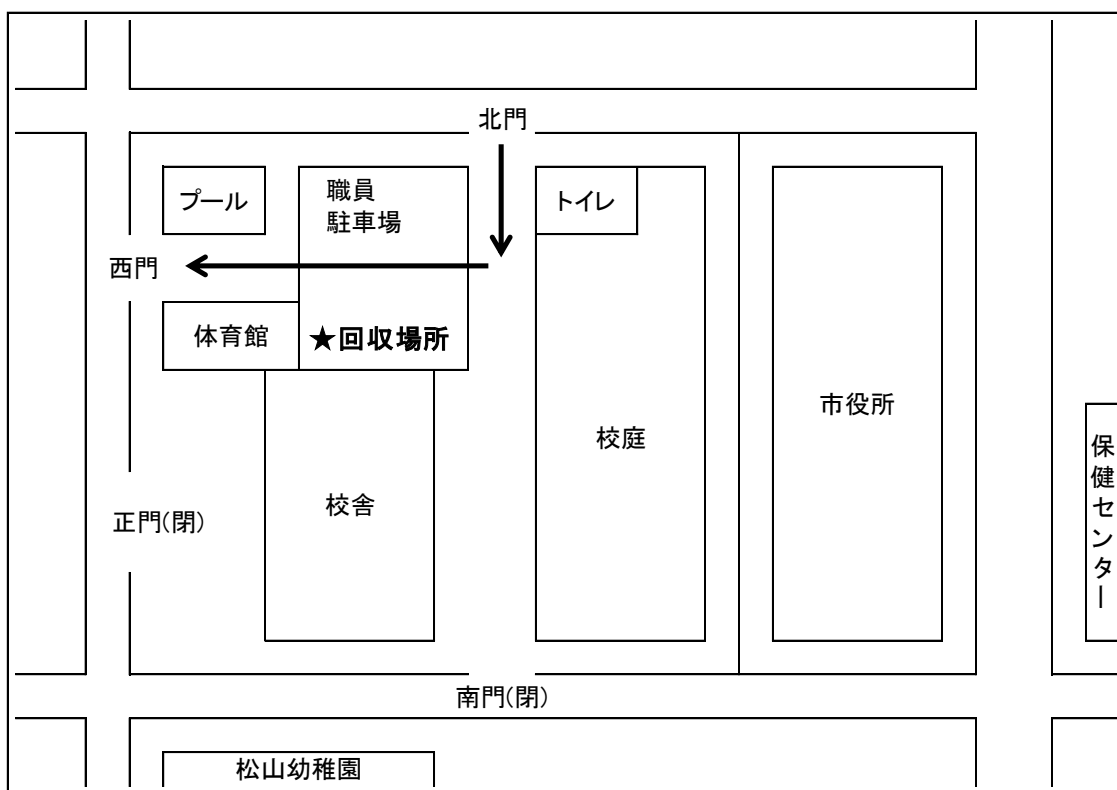 北門
プール
職員
駐車場
トイレ
西門
体育館
★回収場所
市役所
校庭
保健センター
校舎
正門(閉)
南門(閉)
松山幼稚園